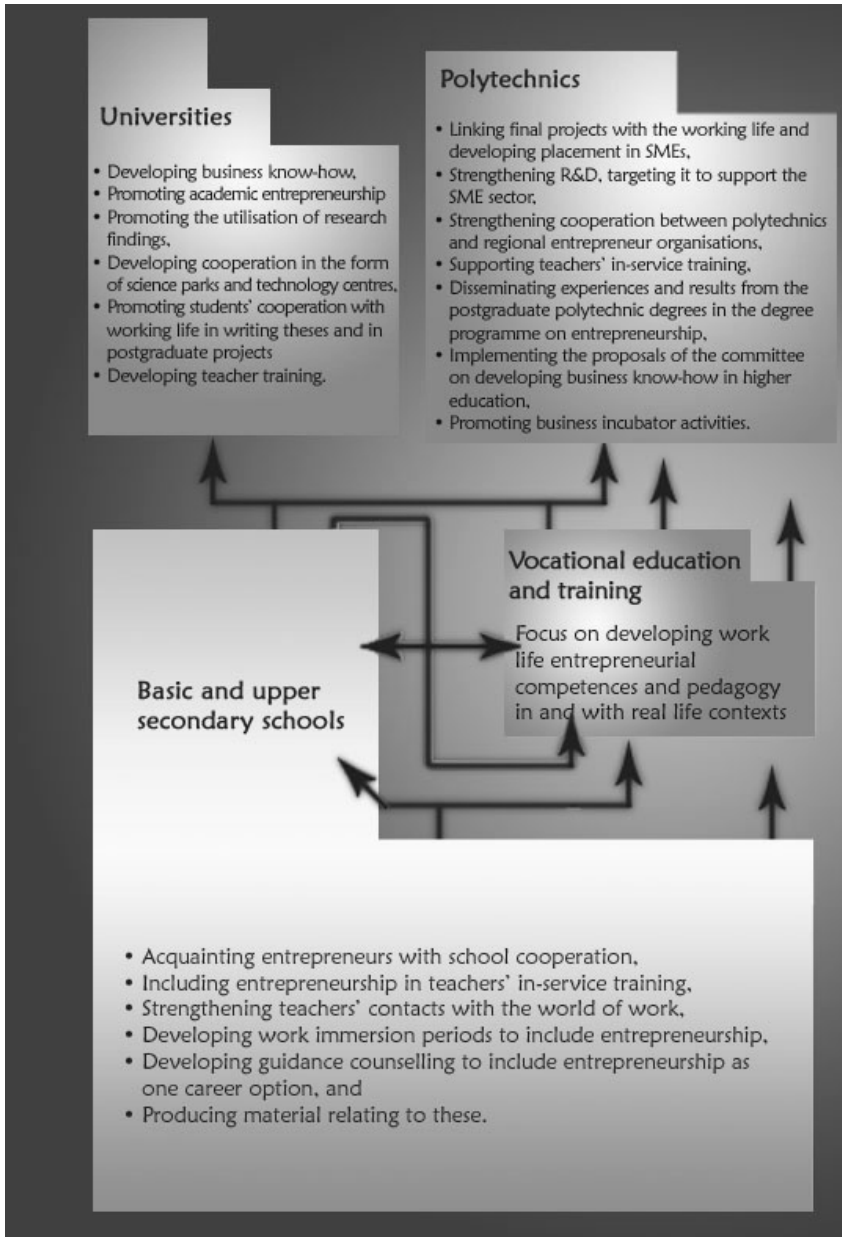 Universities
• Developing business know-how,
• Promoting academic entrepreneurship
• Promoting the utilisation of research
findings,
• Developing cooperation in the form
of science parks and technology centres,
• Promoting students' cooperation with
working life in writing theses and in
postgraduate projects
• Developing teacher training.
Polytechnics
• Linking final projects with the working life and
developing placement in SMEs,
• Strengthening R&D, targeting it to support the
SME sector,
• Strengthening cooperation between polytechnics
and regional entrepreneur organisations,
• Supporting teachers' in-service training,
• Disseminating experiences and results from the
postgraduate polytechnic degrees in the degree
programme on entrepreneurship,
• Implementing the proposals of the committee
on developing business know-how in higher
education,
• Promoting business incubator activities.
Basic and upper
secondary schools
Vocational education
and training
Focus on developing work
life entrepreneurial
competences and pedagogy
in and with real life contexts
• Acquainting entrepreneurs with school cooperation,
• Including entrepreneurship in teachers' in-service training,
• Strengthening teachers' contacts with the world of work,
• Developing work immersion periods to include entrepreneurship,
• Developing guidance counselling to include entrepreneurship as
one career option, and
• Producing material relating to these.